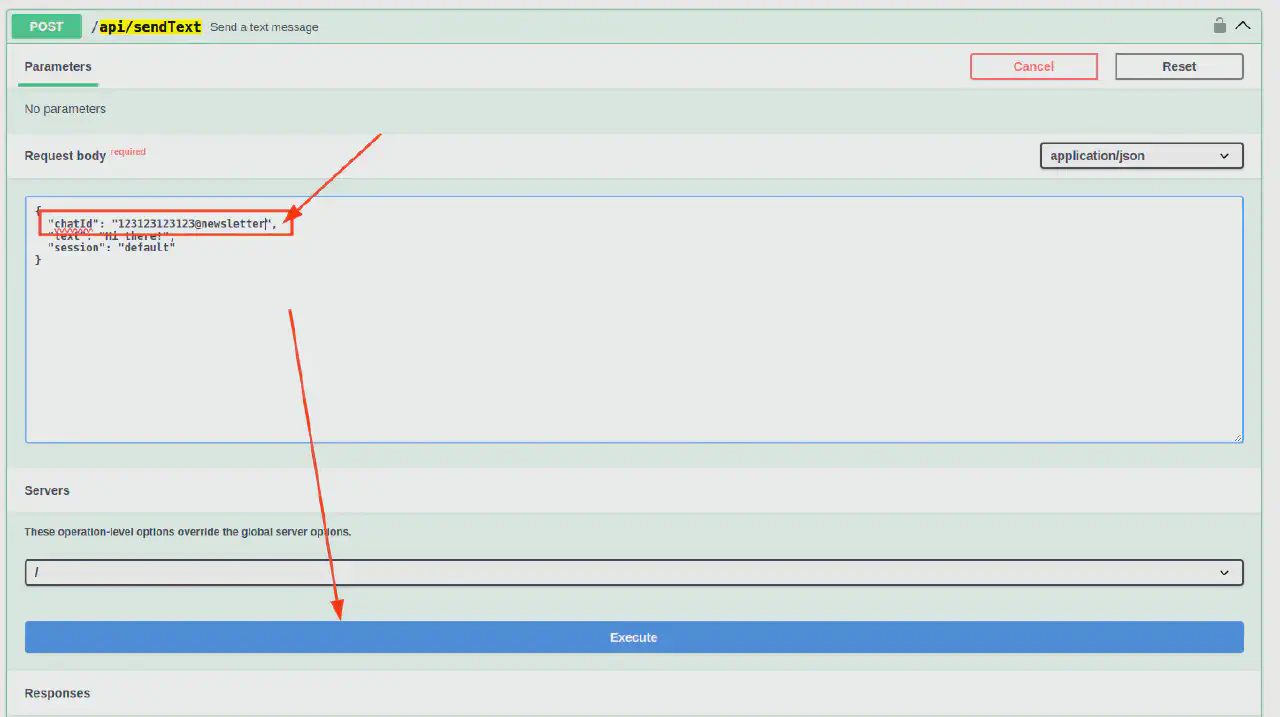 POST /api/sendText Send a text message
Parameters
Cancel Reset
No parameters
Request body required
application/json
{
"chatId": "123123123123@newsletter",
"text": "Hi there!",
"session": "default"
}
Servers
These operation-level options override the global server options.
/
Execute
Responses